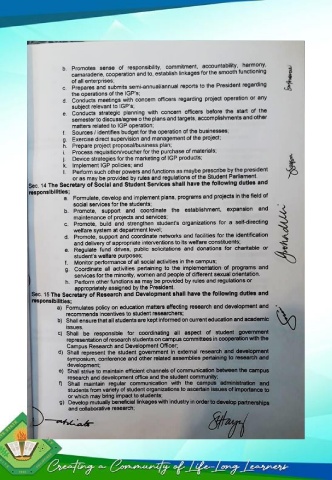 b. Promotes sense of responsibility, commitment, accountability, harmony,
camaraderie, cooperation and to, establish linkages for the smooth functioning
of all enterprises;
c. Prepares and submits semi-annual/annual reports to the President regarding
the operations of the IGP's;
d. Conducts meetings with concern officers regarding project operation or any
subject relevant to IGP's;
e. Conducts strategic planning with concern officers before the start of the
semester to discuss/agree o the plans and targets, accomplishments and other
matters related to IGP operation;
f. Sources / identifies budget for the operation of the businesses;
g. Exercise direct supervision and management of the project;
h. Prepare project proposal/business plan;
i. Process requisition/voucher for the purchase of materials;
j. Device strategies for the marketing of IGP products;
k. Implement IGP policies; and
l. Perform such other powers and functions as maybe prescribe by the president
or as may be provided by rules and regulations of the Student Parliament.
Sec. 14 The Secretary of Social and Student Services shall have the following duties and
responsibilities;
a. Formulate, develop and implement plans, programs and projects in the field of
social services for the students;
b. Promote, support and coordinate the establishment, expansion and
maintenance of projects and services;
c. Promote, build and strengthen students organizations for a self-directing
welfare system at department level;
d. Promote, support and coordinate networks and facilities for the identification
and delivery of appropriate interventions to its welfare constituents;
e. Regulate fund drives, public solicitations and donations for charitable or
student's welfare purposes;
f. Monitor performance of all social activities in the campus;
g. Coordinate all activities pertaining to the implementation of programs and
services for the minority, women and people of different sexual orientation.
h. Perform other functions as may be provided by rules and regulations or
appropriately assigned by the President.
Sec. 15 The Secretary of Research and Development shall have the following duties and
responsibilities;
a) Formulates policy on education matters affecting research and development and
recommends incentives to student researchers;
b) Shall ensure that all students are kept informed on current education and academic
issues.
c) Shall be responsible for coordinating all aspect of student government
representation of research students on campus committees in cooperation with the
Campus Research and Development Officer;
d) Shall represent the student government in external research and development
symposium, conference and other related assemblies pertaining to research and
development;
e) Shall strive to maintain efficient channels of communication between the campus
research and development office and the student community;
f) Shall maintain regular communication with the campus administration and
students from variety of student organizations to ascertain issues of importance to
or which may bring impact to students;
g) Develop mutually beneficial linkages with industry in order to develop partnerships
and collaborative research;
Creating a Community of Life-Long Learners